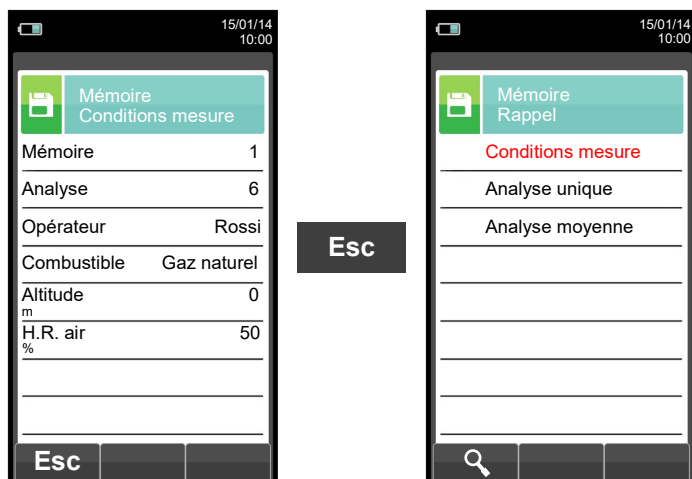 15/01/14
10:00
Mémoire
Conditions mesure
Mémoire 1
Analyse 6
Opérateur Rossi
Combustible Gaz naturel
Altitude 0
m
H.R. air 50
%
Esc
Esc
15/01/14
10:00
Mémoire
Rappel
Conditions mesure
Analyse unique
Analyse moyenne